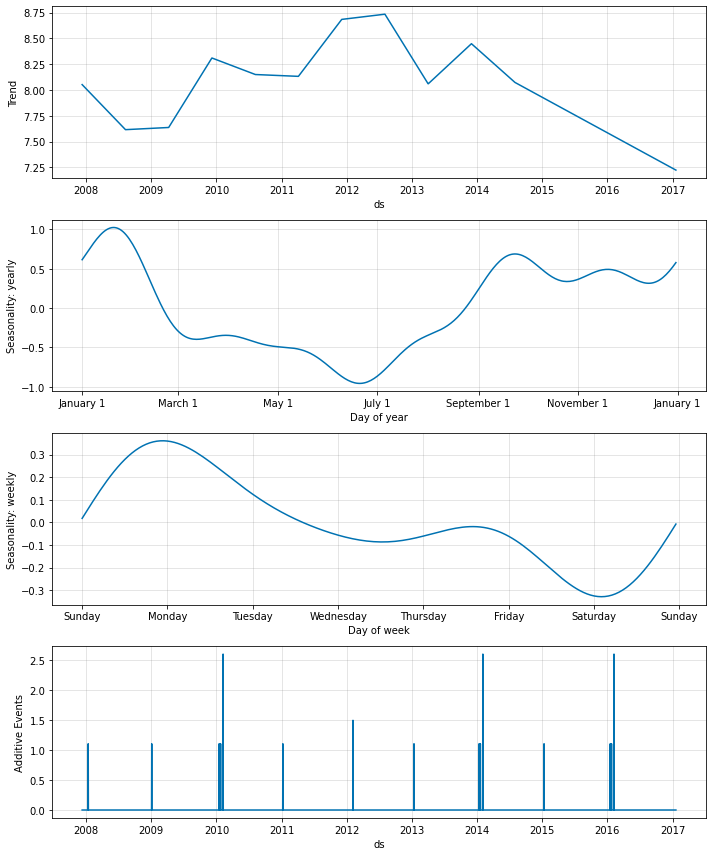 8.75
8.50
8.25
8.00
7.75
7.50
7.25
Trend
2008 2009 2010 2011 2012 2013 2014 2015 2016 2017
ds
1.0
0.5
0.0
−0.5
−1.0
Seasonality: yearly
January 1 March 1 May 1 July 1 September 1 November 1 January 1
Day of year
0.3
0.2
0.1
0.0
−0.1
−0.2
−0.3
Seasonality: weekly
Sunday Monday Tuesday Wednesday Thursday Friday Saturday Sunday
Day of week
2.5
2.0
1.5
1.0
0.5
0.0
Additive Events
2008 2009 2010 2011 2012 2013 2014 2015 2016 2017
ds